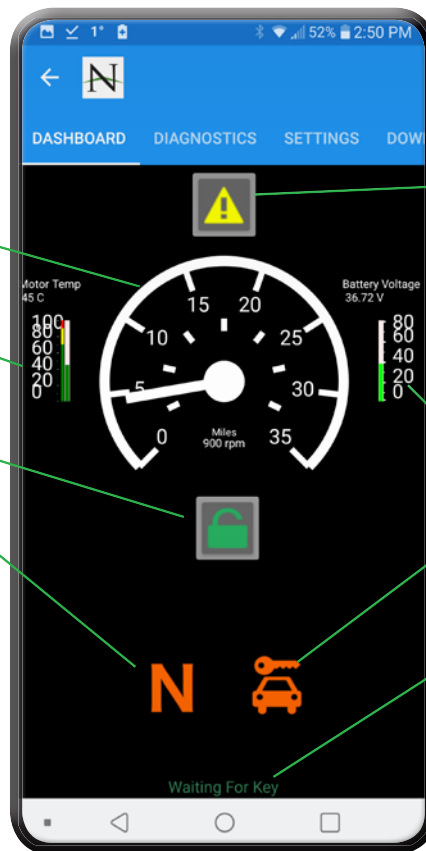 1° 52% 2:50 PM
N
DASHBOARD DIAGNOSTICS SETTINGS DOW
Motor Temp
45 C
Battery Voltage
36.72 V
100
80
60
40
20
0
80
60
40
20
0
0
5
10
15
20
25
30
35
Miles
900 rpm
N
Waiting For Key